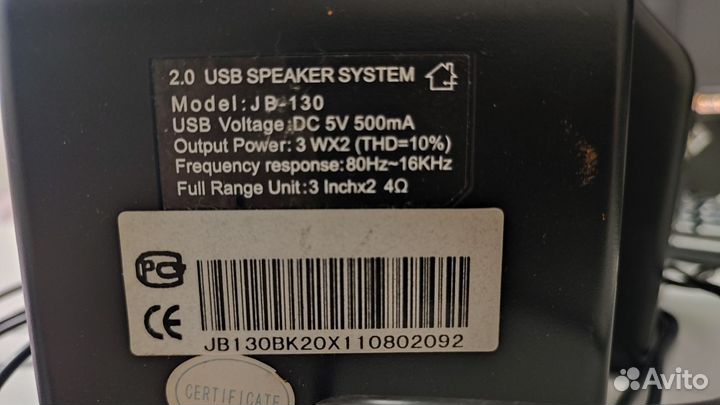 2.0 USB SPEAKER SYSTEM
Model:JB-130
USB Voltage:DC 5V 500mA
Output Power: 3 WX2 (THD=10%)
Frequency response:80Hz~16KHz
Full Range Unit:3 Inchx2 4Ω
РС
CE
JB130BK20X110802092
CERTIFICATE
Avito